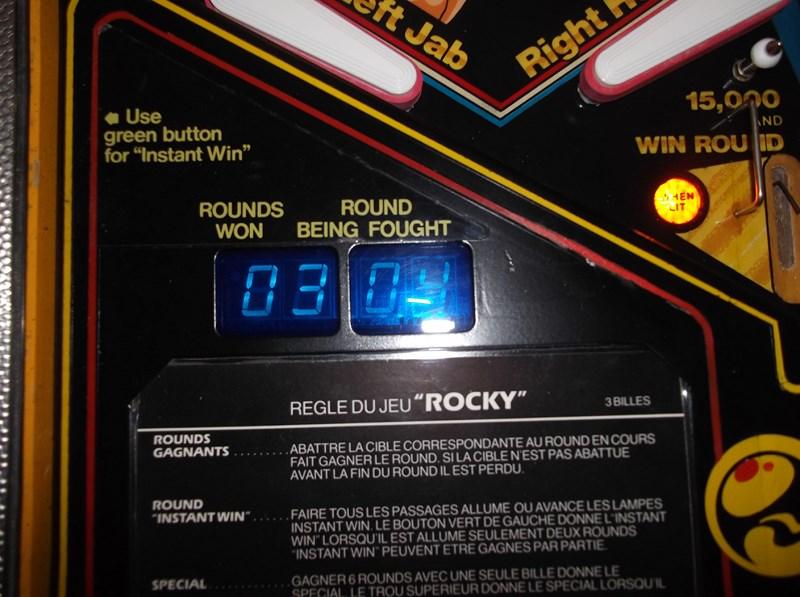 Left Jab
Right
15,000
AND
WIN ROUND
WHEN
LIT
Use
green button
for "Instant Win"
ROUNDS
WON
ROUND
BEING FOUGHT
03
04
REGLE DU JEU "ROCKY" 3 BILLES
ROUNDS
GAGNANTS ........ ABATTRE LA CIBLE CORRESPONDANTE AU ROUND EN COURS
FAIT GAGNER LE ROUND. SI LA CIBLE N'EST PAS ABATTUE
AVANT LA FIN DU ROUND IL EST PERDU.
ROUND
"INSTANT WIN" ...... FAIRE TOUS LES PASSAGES ALLUME OU AVANCE LES LAMPES
INSTANT WIN. LE BOUTON VERT DE GAUCHE DONNE L'"INSTANT
WIN" LORSQU'IL EST ALLUME SEULEMENT DEUX ROUNDS
"INSTANT WIN" PEUVENT ETRE GAGNES PAR PARTIE.
SPECIAL ........... GAGNER 6 ROUNDS AVEC UNE SEULE BILLE DONNE LE
SPECIAL. LE TROU SUPERIEUR DONNE LE SPECIAL LORSQU'IL